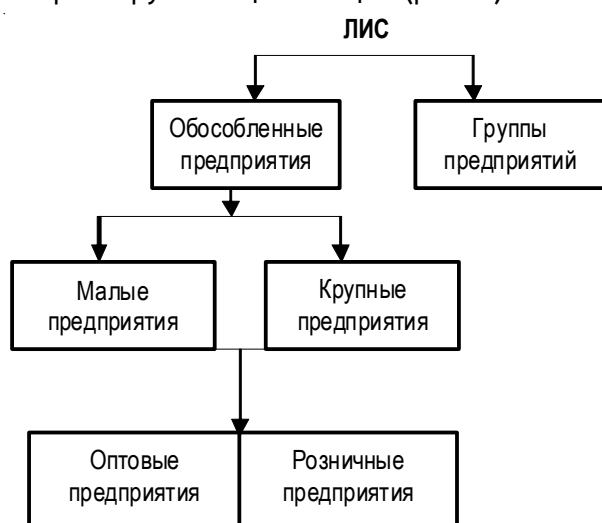 ЛИС
Обособленные
предприятия
Группы
предприятий
Малые
предприятия
Крупные
предприятия
Оптовые
предприятия
Розничные
предприятия